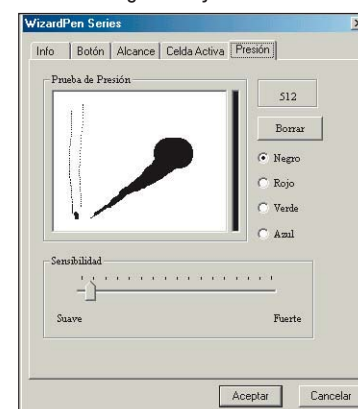 WizardPen Series
Info Botón Alcance Celda Activa Presión
Prueba de Presión
512
Borrar
Negro
Rojo
Verde
Azul
Sensibilidad
Suave Fuerte
Aceptar Cancelar